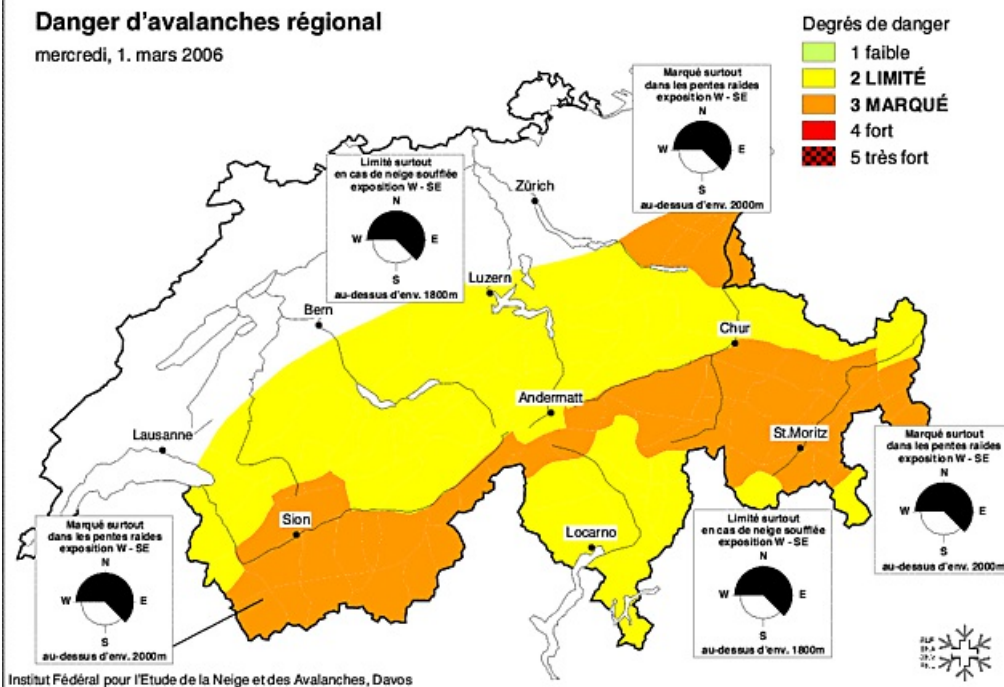 Danger d'avalanches régional
mercredi, 1. mars 2006
Degrés de danger
1 faible
2 LIMITÉ
3 MARQUÉ
4 fort
5 très fort
Marqué surtout
dans les pentes raides
exposition W - SE
N
W
E
S
au-dessus d'env. 2000m
Limité surtout
en cas de neige soufflée
exposition W - SE
N
W
E
S
au-dessus d'env. 1800m
Zürich
Luzern
Bern
Chur
Andermatt
Lausanne
St.Moritz
Sion
Locarno
Marqué surtout
dans les pentes raides
exposition W - SE
N
W
E
S
au-dessus d'env. 2000m
Limité surtout
en cas de neige soufflée
exposition W - SE
N
W
E
S
au-dessus d'env. 1800m
Marqué surtout
dans les pentes raides
exposition W - SE
N
W
E
S
au-dessus d'env. 2000m
Institut Fédéral pour l'Etude de la Neige et des Avalanches, Davos